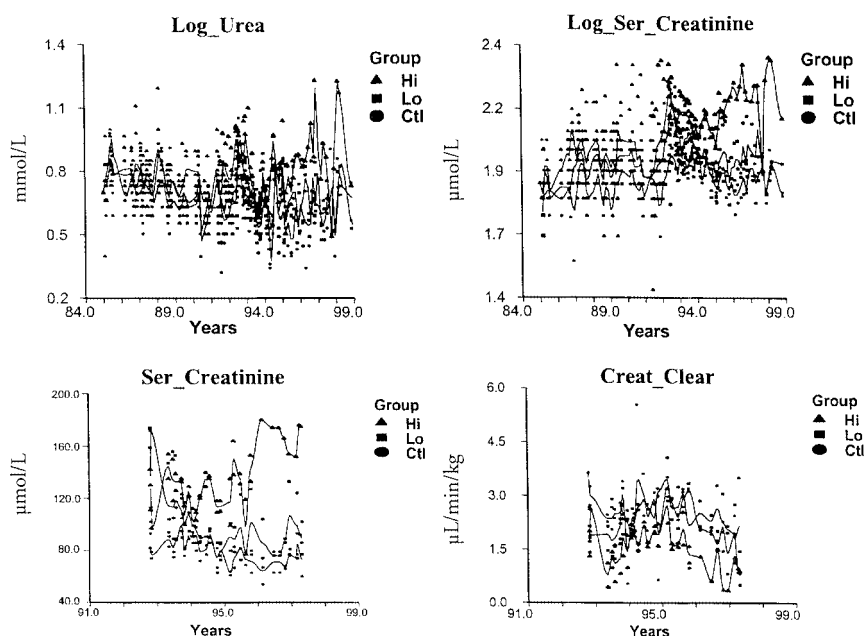 Log_Urea
1.4
1.1
0.8
0.5
0.2
mmol/L
84.0 89.0 94.0 99.0
Years
Group
Hi
Lo
Ctl
Log_Ser_Creatinine
2.4
2.2
1.9
1.7
1.4
µmol/L
84.0 89.0 94.0 99.0
Years
Group
Hi
Lo
Ctl
Ser_Creatinine
200.0
160.0
120.0
80.0
40.0
µmol/L
91.0 95.0 99.0
Years
Group
Hi
Lo
Ctl
Creat_Clear
6.0
4.5
3.0
1.5
0.0
µL/min/kg
91.0 95.0 99.0
Years
Group
Hi
Lo
Ctl